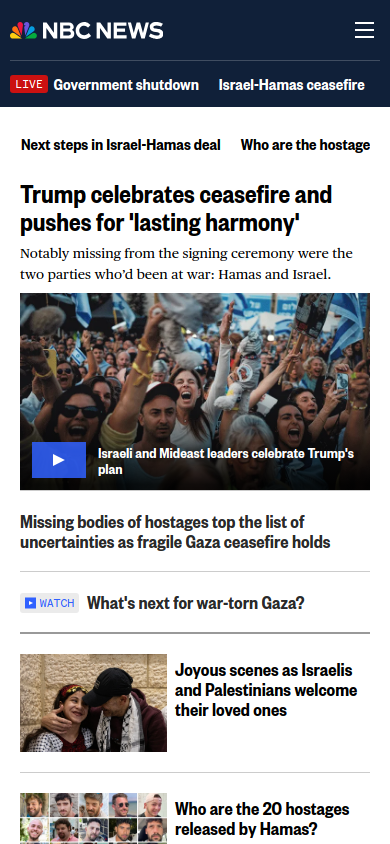 NBC NEWS
LIVE Government shutdown Israel-Hamas ceasefire
Next steps in Israel-Hamas deal Who are the hostage
Trump celebrates ceasefire and
pushes for 'lasting harmony'
Notably missing from the signing ceremony were the
two parties who'd been at war: Hamas and Israel.
Israeli and Mideast leaders celebrate Trump's
plan
Missing bodies of hostages top the list of
uncertainties as fragile Gaza ceasefire holds
WATCH What's next for war-torn Gaza?
Joyous scenes as Israelis
and Palestinians welcome
their loved ones
Who are the 20 hostages
released by Hamas?